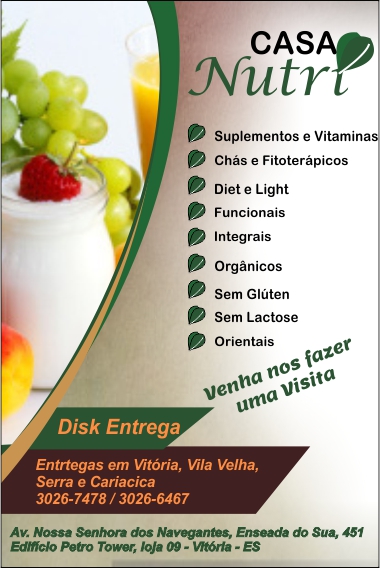 CASA
Nutri
Suplementos e Vitaminas
Chás e Fitoterápicos
Diet e Light
Funcionais
Integrais
Orgânicos
Sem Glúten
Sem Lactose
Orientais
Venha nos fazer
uma Visita
Disk Entrega
Entrtegas em Vitória, Vila Velha,
Serra e Cariacica
3026-7478 / 3026-6467
Av. Nossa Senhora dos Navegantes, Enseada do Sua, 451
Edifício Petro Tower, loja 09 - Vitória - ES